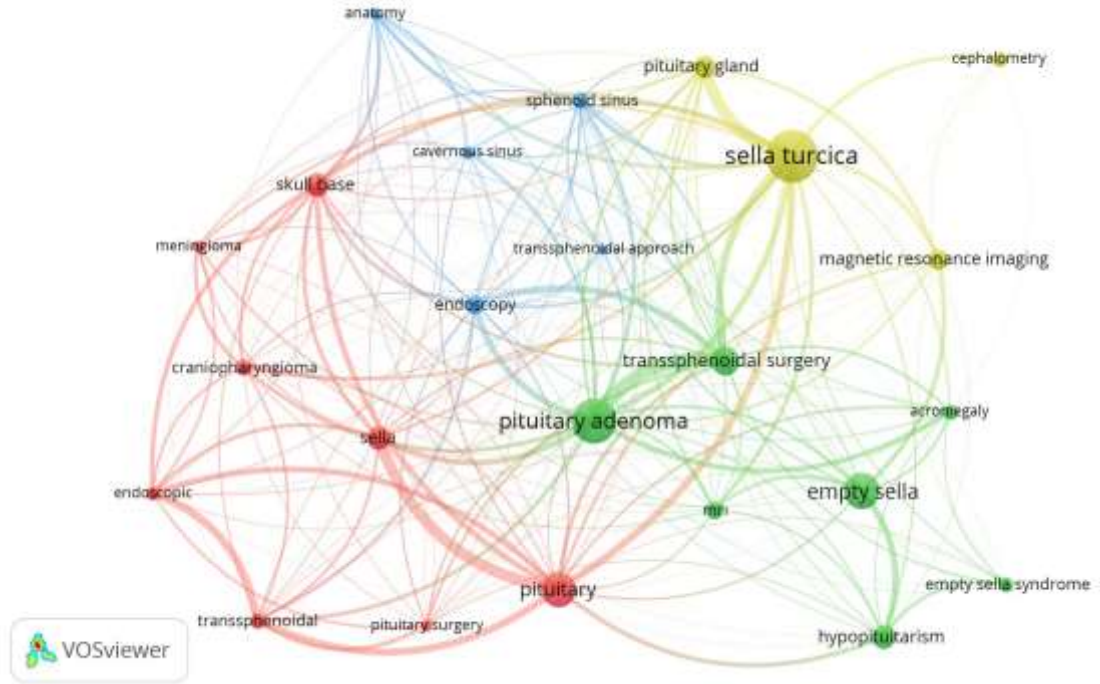 anatomy
pituitary gland
cephalometry
sphenoid sinus
cavernous sinus
sella turcica
skull base
meningioma
transsphenoidal approach
magnetic resonance imaging
endoscopy
craniopharyngioma
transsphenoidal surgery
acromegaly
pituitary adenoma
sella
endoscopic
empty sella
mri
pituitary
empty sella syndrome
transsphenoidal
pituitary surgery
hypopituitarism
VOSviewer